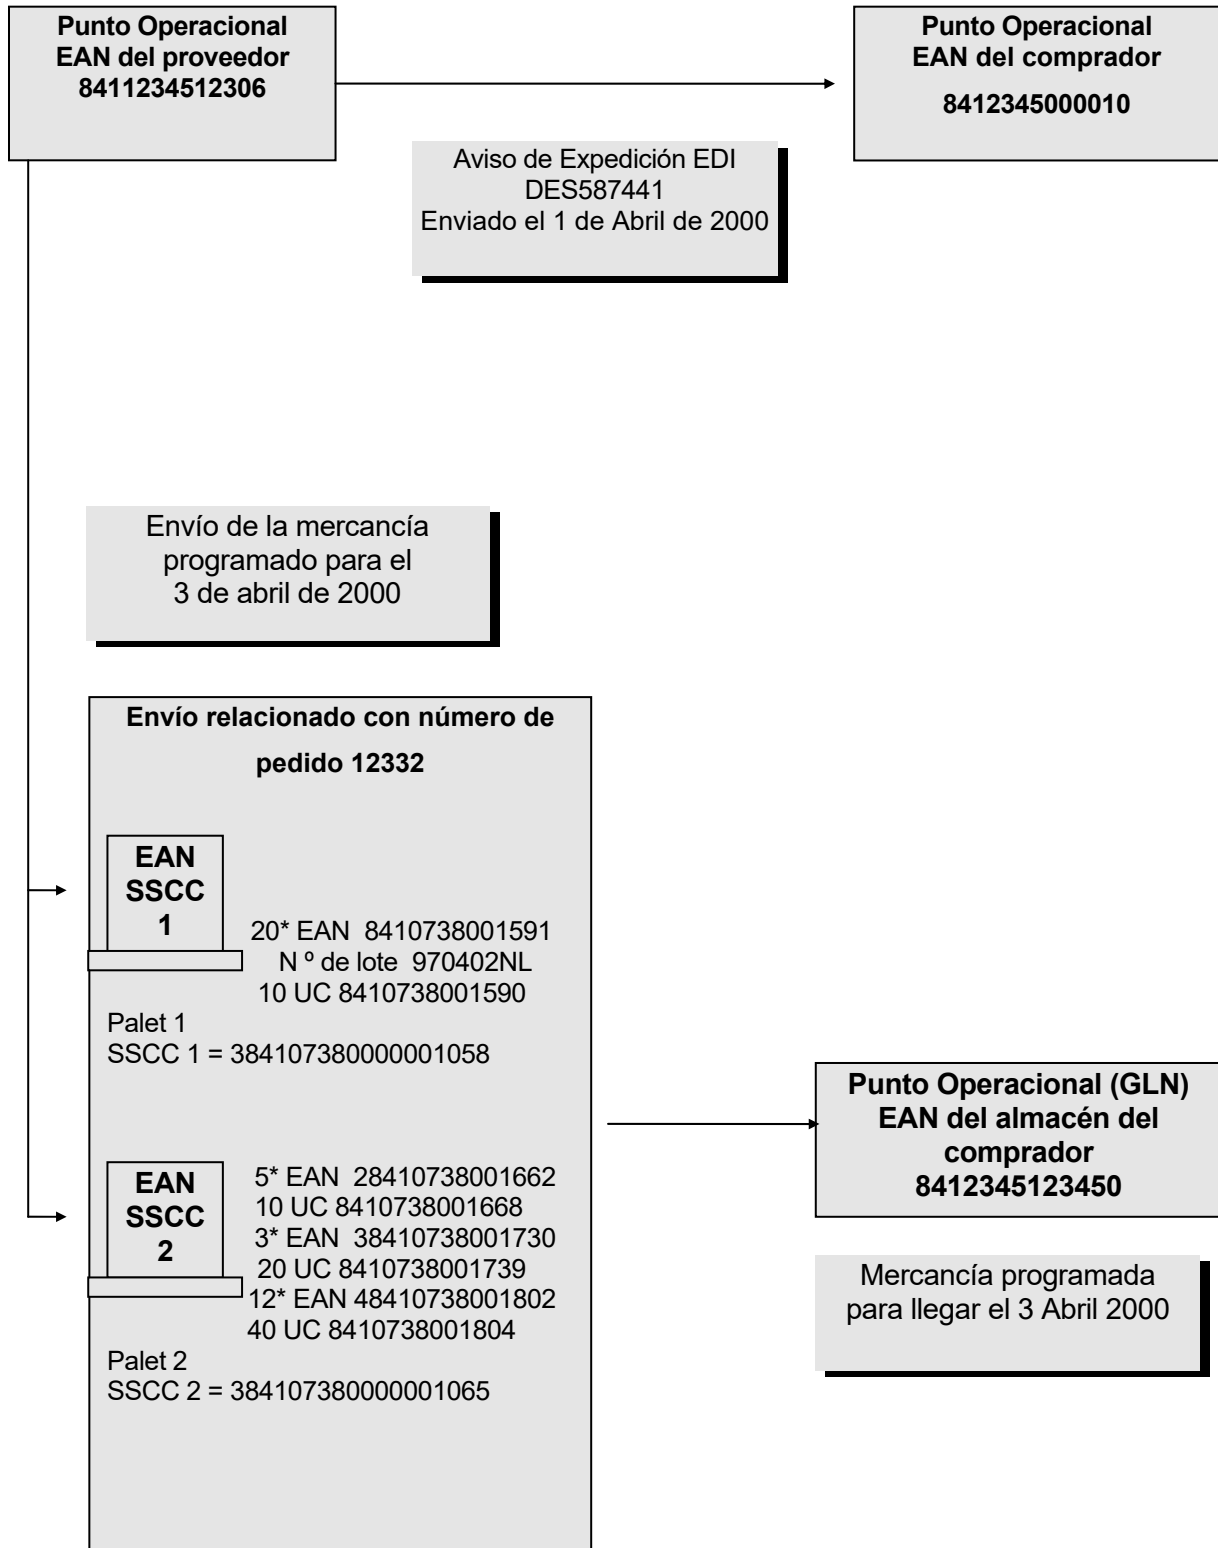 Punto Operacional
EAN del proveedor
8411234512306
Punto Operacional
EAN del comprador
8412345000010
Aviso de Expedición EDI
DES587441
Enviado el 1 de Abril de 2000
Envío de la mercancía
programado para el
3 de abril de 2000
Envío relacionado con número de
pedido 12332
EAN
SSCC
1
20* EAN 8410738001591
N º de lote 970402NL
10 UC 8410738001590
Palet 1
SSCC 1 = 384107380000001058
EAN
SSCC
2
5* EAN 28410738001662
10 UC 8410738001668
3* EAN 38410738001730
20 UC 8410738001739
12* EAN 48410738001802
40 UC 8410738001804
Palet 2
SSCC 2 = 384107380000001065
Punto Operacional (GLN)
EAN del almacén del
comprador
8412345123450
Mercancía programada
para llegar el 3 Abril 2000